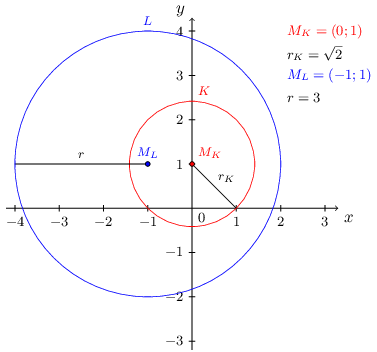 y
L
M_K = (0; 1)
r_K = √2
M_L = (−1; 1)
r = 3
4
3
K
2
r
M_L
M_K
1
r_K
0
−4 −3 −2 −1 1 2 3 x
−1
−2
−3